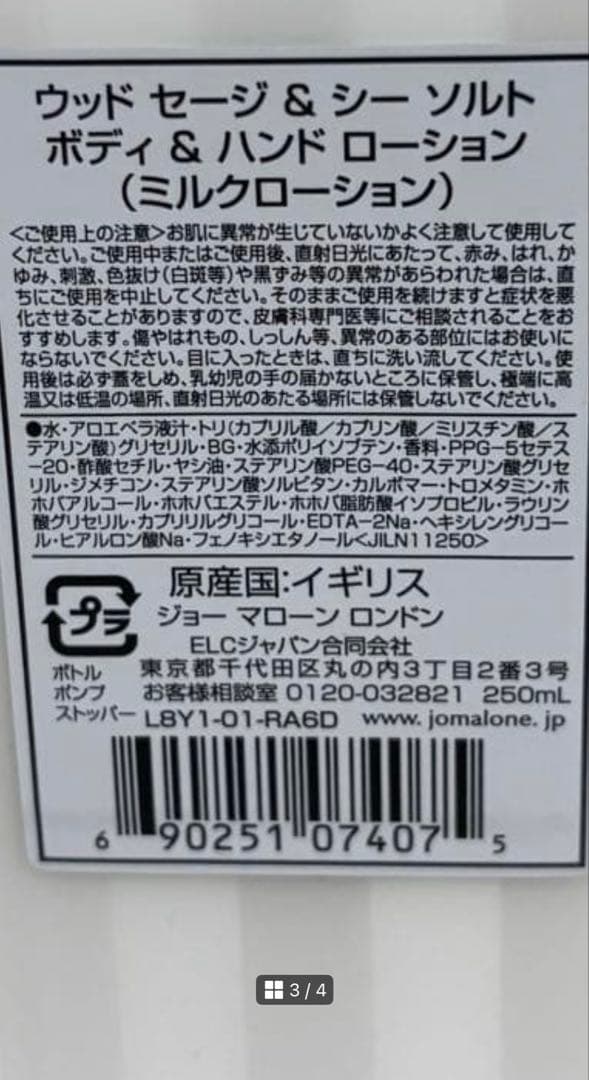 ウッド セージ & シー ソルト
ボディ & ハンド ローション
（ミルクローション）
<ご使用上の注意>お肌に異常が生じていないかよく注意して使用して
ください。ご使用中またはご使用後、直射日光にあたって、赤み、はれ、か
ゆみ、刺激、色抜け（白斑等）や黒ずみ等の異常があらわれた場合は、直
ちにご使用を中止してください。そのままご使用を続けますと症状を悪
化させることがありますので、皮膚科専門医等にご相談されることをお
すすめします。傷やはれもの、しっしん等、異常のある部位にはお使いに
ならないでください。目に入ったときは、直ちに洗い流してください。使
用後は必ず蓋をしめ、乳幼児の手の届かないところに保管し、極端に高
温又は低温の場所、直射日光のあたる場所には保管しないでください。
●水・アロエベラ液汁・トリ（カプリル酸／カプリン酸／ミリスチン酸／ス
テアリン酸）グリセリル・BG・水添ポリイソブテン・香料・PPG-5セテス
-20・酢酸セチル・ヤシ油・ステアリン酸PEG-40・ステアリン酸グリセ
リル・ジメチコン・ステアリン酸ソルビタン・カルボマー・トロメタミン・ホ
ホバアルコール・ホホバエステル・ホホバ脂肪酸イソプロピル・ラウリン
酸グリセリル・カプリリルグリコール・EDTA-2Na・ヘキシレングリコー
ル・ヒアルロン酸Na・フェノキシエタノール<JILN11250>
プラ
原産国：イギリス
ジョー マローン ロンドン
ELCジャパン合同会社
ボトル
ポンプ
ストッパー
東京都千代田区丸の内3丁目2番3号
お客様相談室 0120-032821 250mL
L8Y1-01-RA6D www. jomalone. jp
6 90251 07407 5
3 / 4